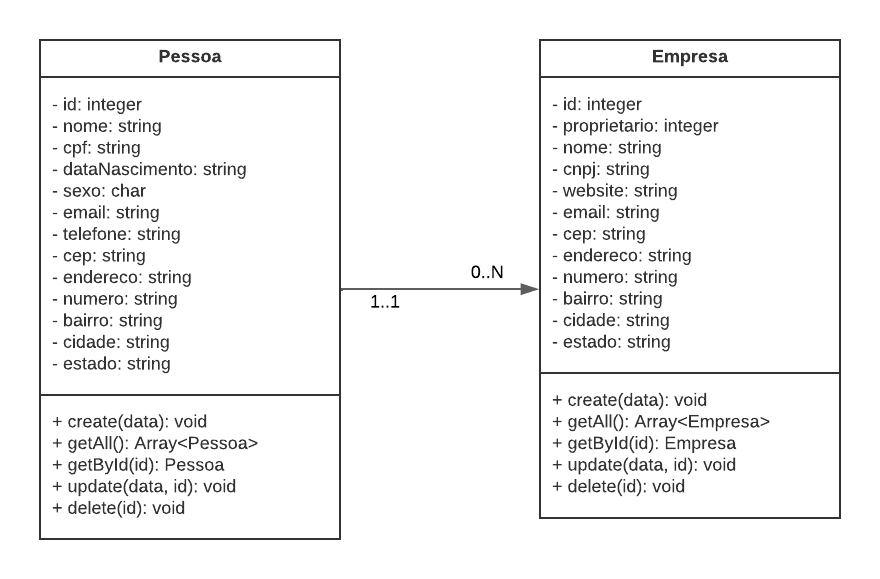 Pessoa
- id: integer
- nome: string
- cpf: string
- dataNascimento: string
- sexo: char
- email: string
- telefone: string
- cep: string
- endereco: string
- numero: string
- bairro: string
- cidade: string
- estado: string
+ create(data): void
+ getAll(): Array<Pessoa>
+ getById(id): Pessoa
+ update(data, id): void
+ delete(id): void
1..1
0..N
Empresa
- id: integer
- proprietario: integer
- nome: string
- cnpj: string
- website: string
- email: string
- cep: string
- endereco: string
- numero: string
- bairro: string
- cidade: string
- estado: string
+ create(data): void
+ getAll(): Array<Empresa>
+ getById(id): Empresa
+ update(data, id): void
+ delete(id): void